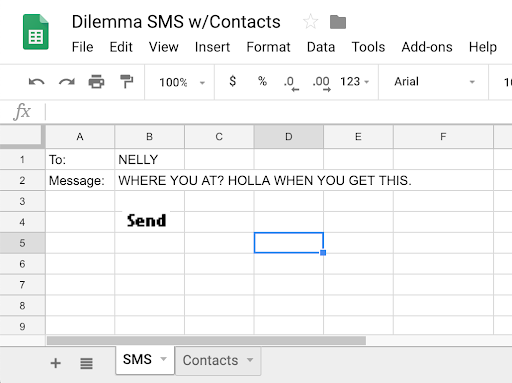 Dilemma SMS w/Contacts
File Edit View Insert Format Data Tools Add-ons Help
100% $ % .0 .00 123 Arial 10
fx
A B C D E F
1 To: NELLY
2 Message: WHERE YOU AT? HOLLA WHEN YOU GET THIS.
3
4 Send
5
6
7
8
9
+ SMS Contacts